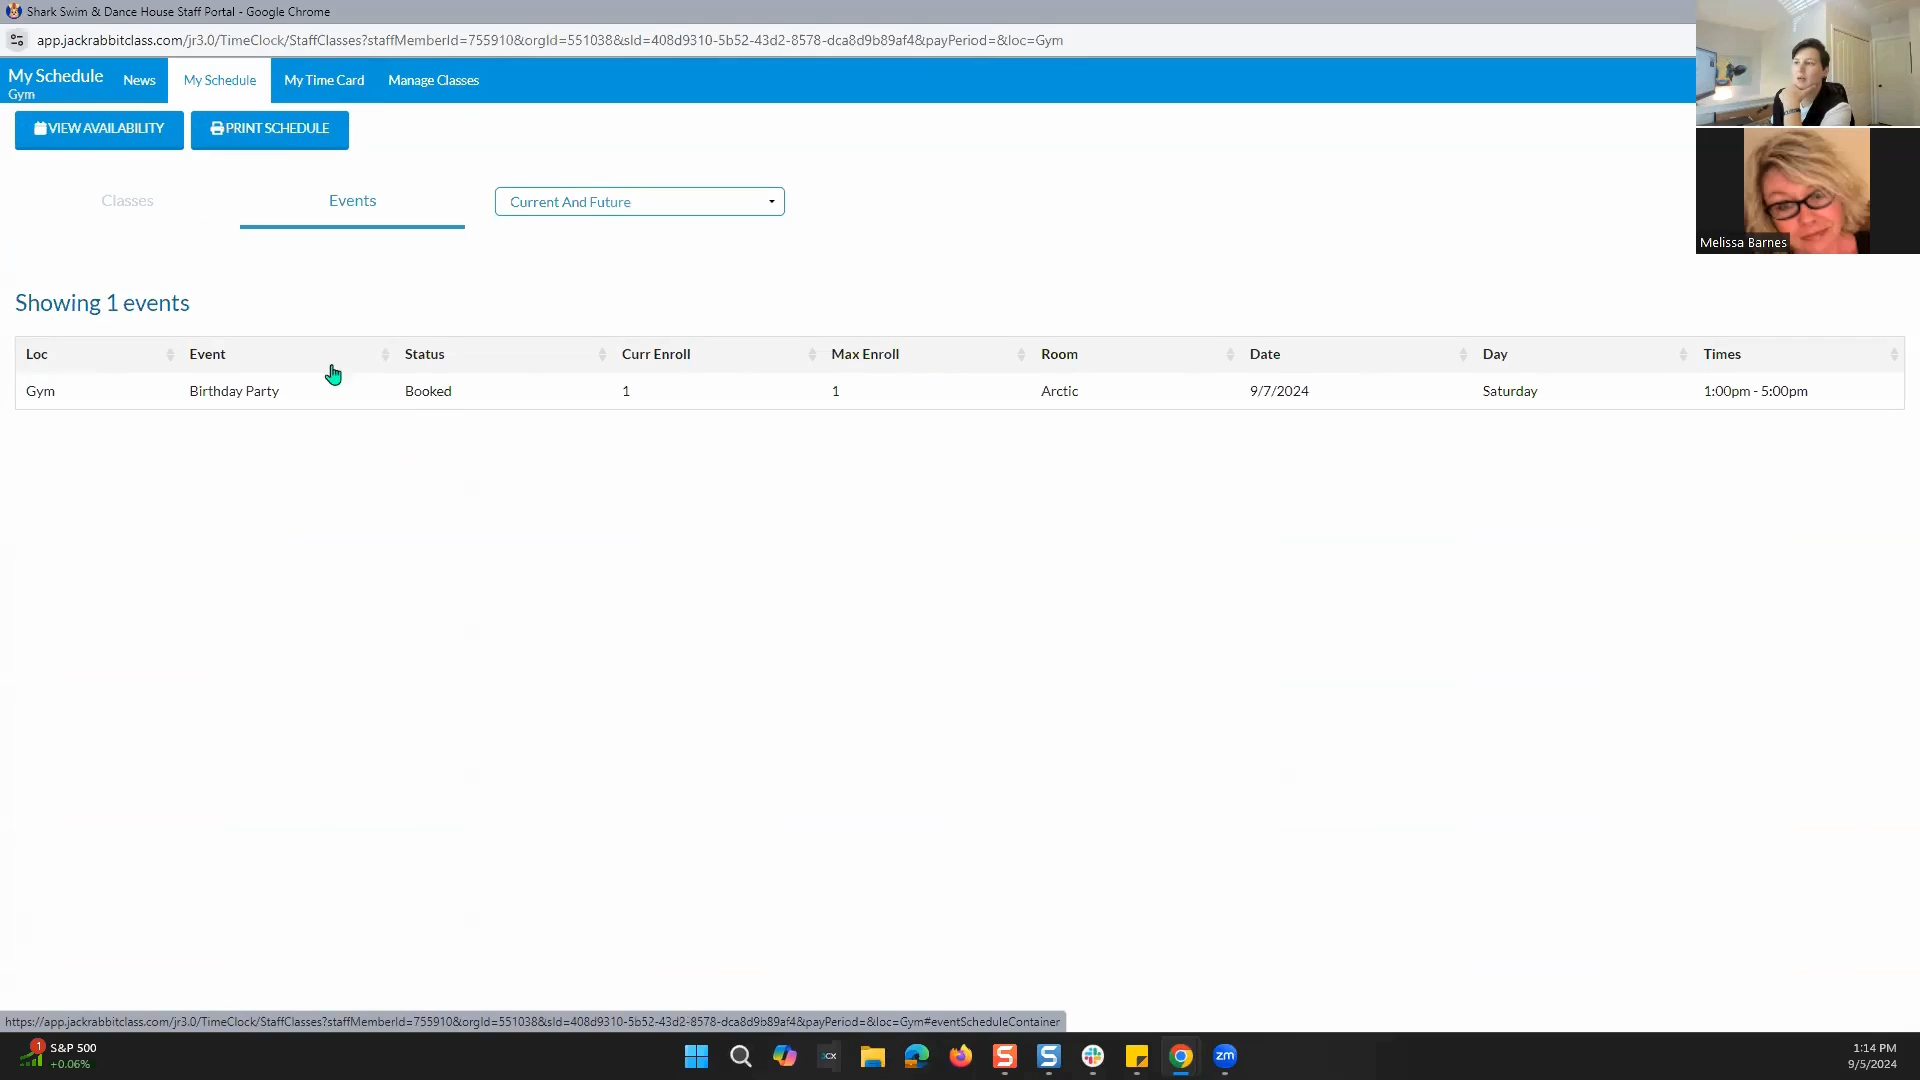 Shark Swim & Dance House Staff Portal - Google Chrome
app.jackrabbitclass.com/jr3.0/TimeClock/StaffClasses?staffMemberId=755910&orgId=551038&sId=408d9310-5b52-43d2-8578-dca8d9b89af4&payPeriod=&loc=Gym
My Schedule News My Schedule My Time Card Manage Classes
Gym
VIEW AVAILABILITY PRINT SCHEDULE
Classes Events Current And Future
Melissa Barnes
Showing 1 events
Loc Event Status Curr Enroll Max Enroll Room Date Day Times
Gym Birthday Party Booked 1 1 Arctic 9/7/2024 Saturday 1:00pm - 5:00pm
https://app.jackrabbitclass.com/jr3.0/TimeClock/StaffClasses?staffMemberId=755910&orgId=551038&sId=408d9310-5b52-43d2-8578-dca8d9b89af4&payPeriod=&loc=Gym#eventScheduleContainer
1 S&P 500 3CX S S zm 1:14 PM
+0.06% 9/5/2024